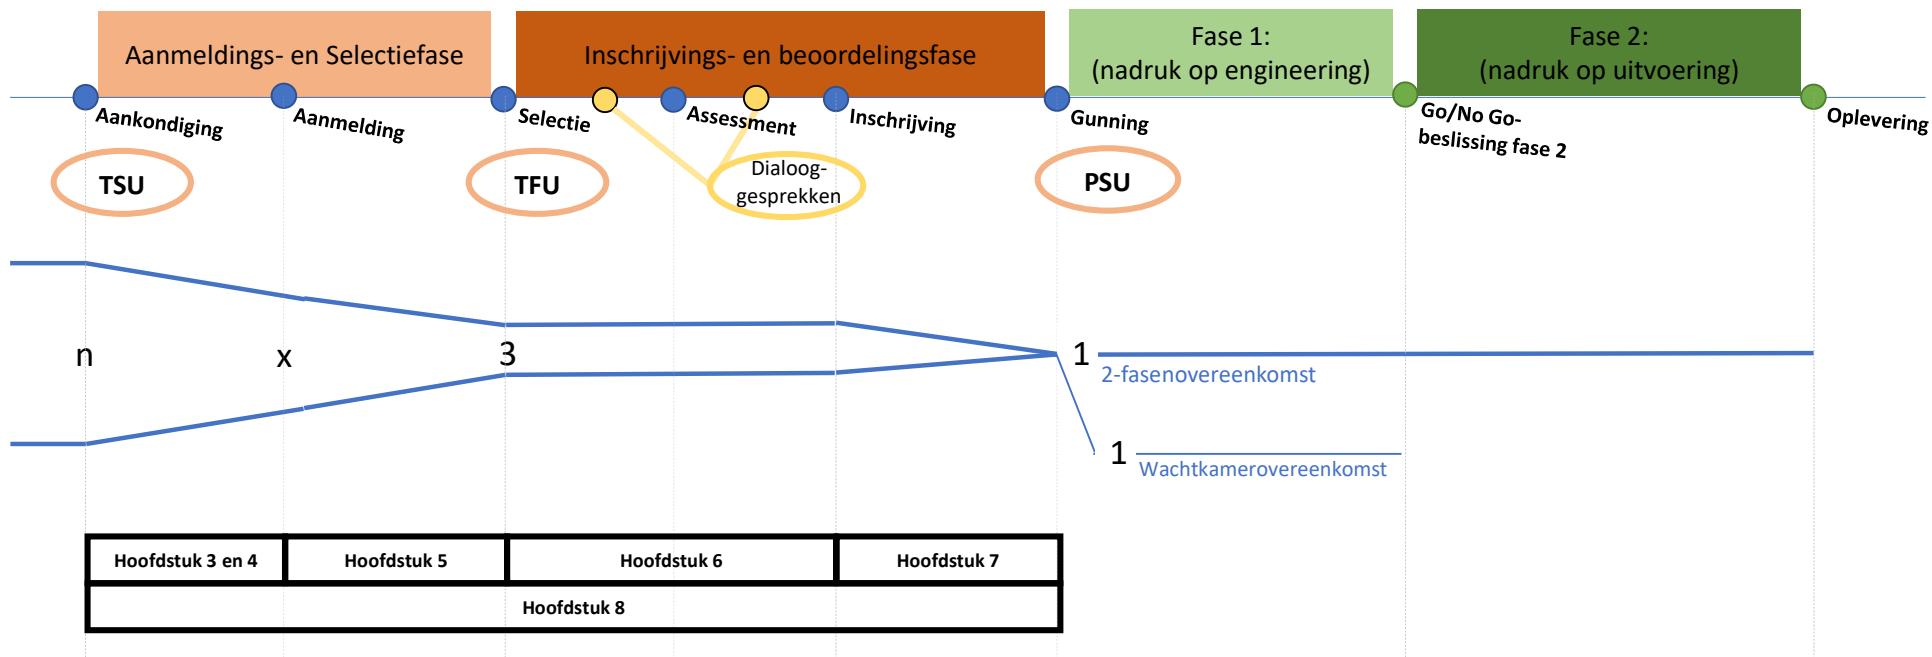 Aanmeldings- en Selectiefase
Inschrijvings- en beoordelingsfase
Fase 1:
(nadruk op engineering)
Fase 2:
(nadruk op uitvoering)
Aankondiging
Aanmelding
Selectie
Assessment
Inschrijving
Gunning
Go/No Go-
beslissing fase 2
Oplevering
TSU
TFU
Dialoog-
gesprekken
PSU
n
x
3
1
2-fasenovereenkomst
1
Wachtkamerovereenkomst
Hoofdstuk 3 en 4
Hoofdstuk 5
Hoofdstuk 6
Hoofdstuk 7
Hoofdstuk 8